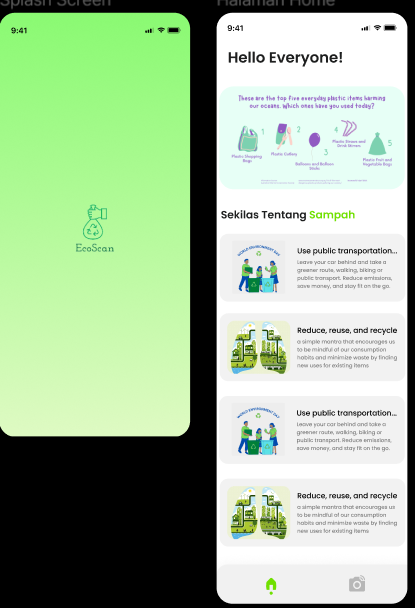 Splash Screen
9:41
EcoScan
Halaman Home
9:41
Hello Everyone!
These are the top five everyday plastic items harming
our oceans. Which ones have you used today?
1
Plastic Shopping
Bags
2
Plastic Cutlery
3
Balloons and Balloon
Sticks
4
Plastic Straws and
Drink Stirrers
5
Plastic Fruit and
Vegetable Bags
Sekilas Tentang Sampah
WORLD ENVIRONMENT DAY
Use public transportation...
Leave your car behind and take a
greener route, walking, biking or
public transport. Reduce emissions,
save money, and stay fit on the go.
Reduce, reuse, and recycle
a simple mantra that encourages us
to be mindful of our consumption
habits and minimize waste by finding
new uses for existing items
WORLD ENVIRONMENT DAY
Use public transportation...
Leave your car behind and take a
greener route, walking, biking or
public transport. Reduce emissions,
save money, and stay fit on the go.
Reduce, reuse, and recycle
a simple mantra that encourages us
to be mindful of our consumption
habits and minimize waste by finding
new uses for existing items